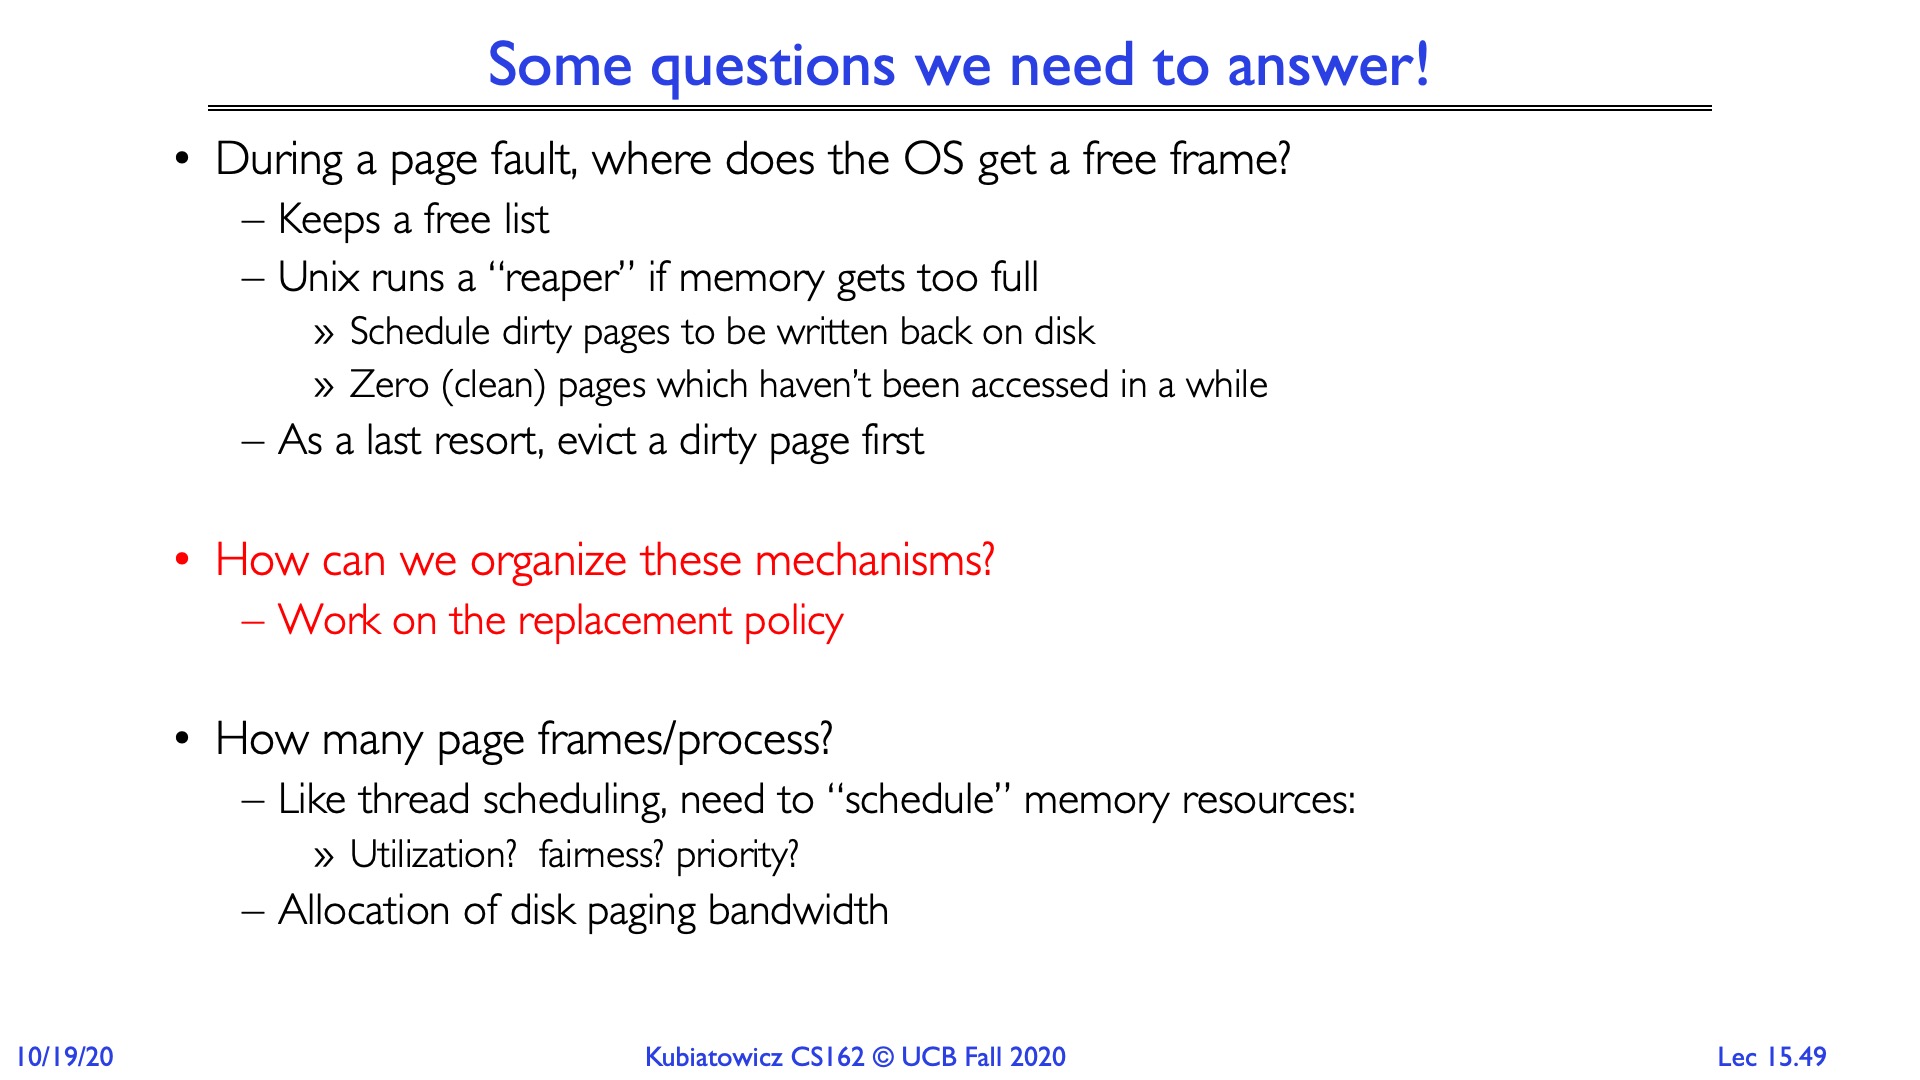 Some questions we need to answer!
• During a page fault, where does the OS get a free frame?
– Keeps a free list
– Unix runs a “reaper” if memory gets too full
» Schedule dirty pages to be written back on disk
» Zero (clean) pages which haven’t been accessed in a while
– As a last resort, evict a dirty page first
• How can we organize these mechanisms?
– Work on the replacement policy
• How many page frames/process?
– Like thread scheduling, need to “schedule” memory resources:
» Utilization? fairness? priority?
– Allocation of disk paging bandwidth
10/19/20
Kubiatowicz CS162 © UCB Fall 2020
Lec 15.49